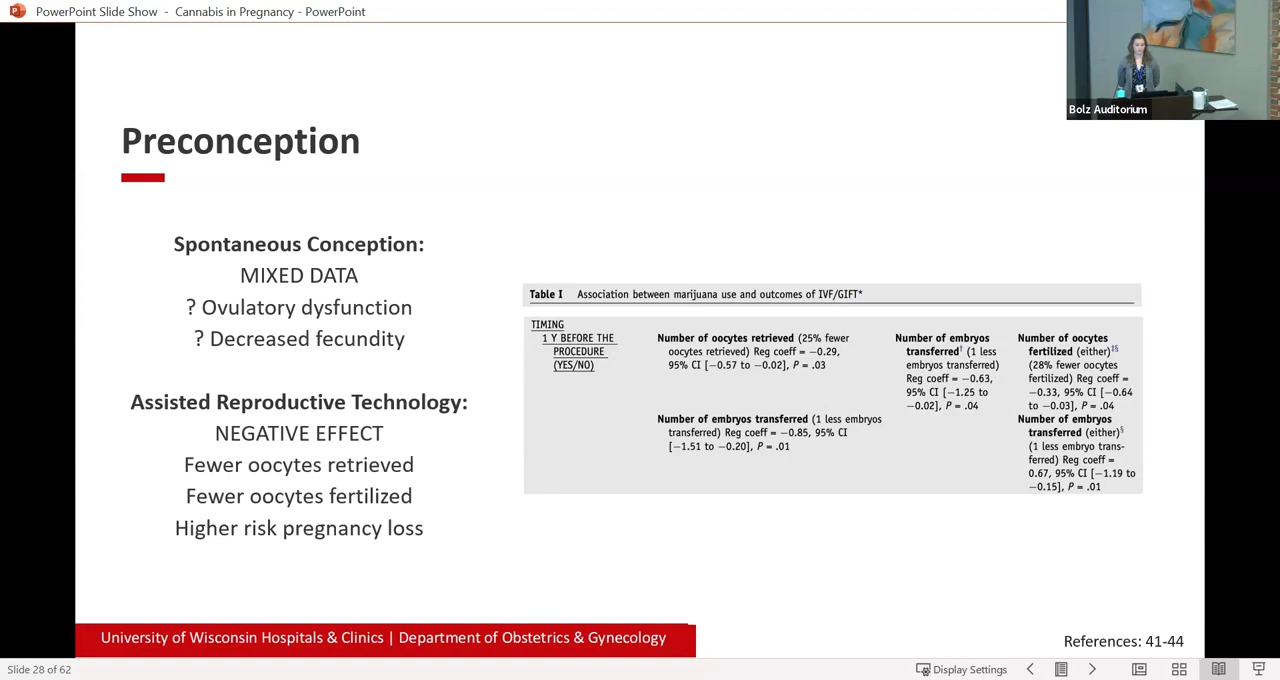 PowerPoint Slide Show - Cannabis in Pregnancy - PowerPoint
Bolz Auditorium
Preconception
Spontaneous Conception:
MIXED DATA
? Ovulatory dysfunction
? Decreased fecundity
Assisted Reproductive Technology:
NEGATIVE EFFECT
Fewer oocytes retrieved
Fewer oocytes fertilized
Higher risk pregnancy loss
Table I Association between marijuana use and outcomes of IVF/GIFT*
TIMING
1 Y BEFORE THE
PROCEDURE
(YES/NO)
Number of oocytes retrieved (25% fewer
oocytes retrieved) Reg coeff = −0.29,
95% CI [−0.57 to −0.02], P = .03
Number of embryos transferred (1 less embryos
transferred) Reg coeff = −0.85, 95% CI
[−1.51 to −0.20], P = .01
Number of embryos
transferred† (1 less
embryos transferred)
Reg coeff = −0.63,
95% CI [−1.25 to
−0.02], P = .04
Number of oocytes
fertilized (either)‡§
(28% fewer oocytes
fertilized) Reg coeff =
−0.33, 95% CI [−0.64
to −0.03], P = .04
Number of embryos
transferred (either)§
(1 less embryo trans-
ferred) Reg coeff =
0.67, 95% CI [−1.19 to
−0.15], P = .01
University of Wisconsin Hospitals & Clinics | Department of Obstetrics & Gynecology
References: 41-44
Slide 28 of 62
Display Settings